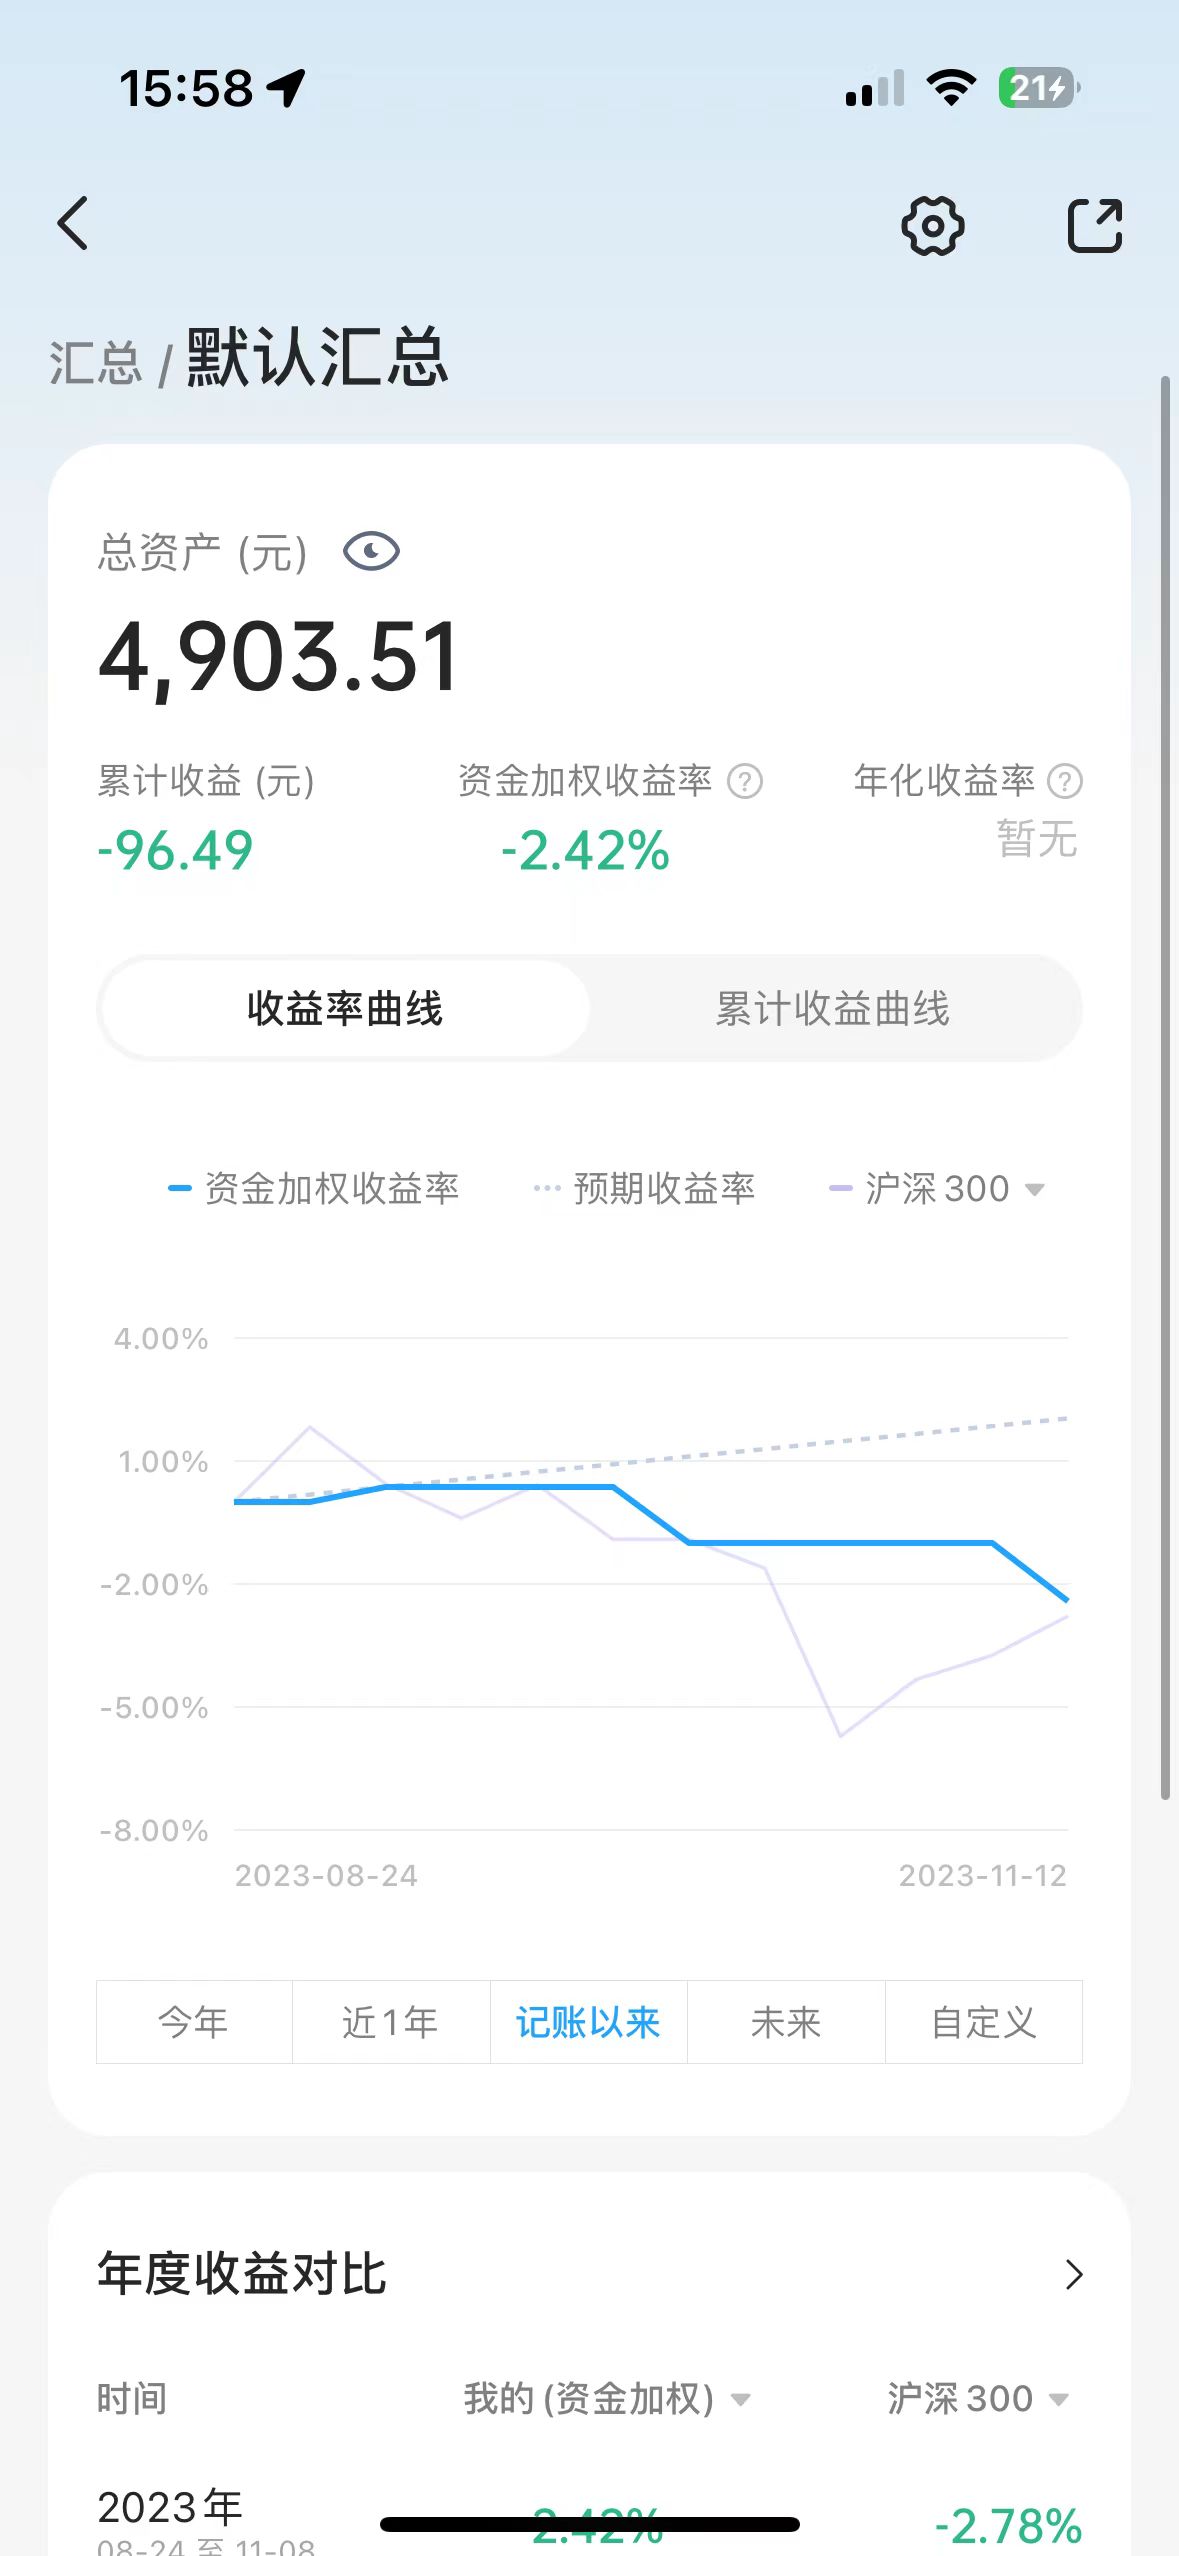 15:58
21
汇总 / 默认汇总
总资产 (元)
4,903.51
累计收益 (元) 资金加权收益率 ? 年化收益率 ?
-96.49 -2.42% 暂无
收益率曲线 累计收益曲线
资金加权收益率 预期收益率 沪深300
4.00%
1.00%
-2.00%
-5.00%
-8.00%
2023-08-24 2023-11-12
今年 近1年 记账以来 未来 自定义
年度收益对比
时间 我的 (资金加权) 沪深300
2023年 -2.78%
08-24 至 11-08